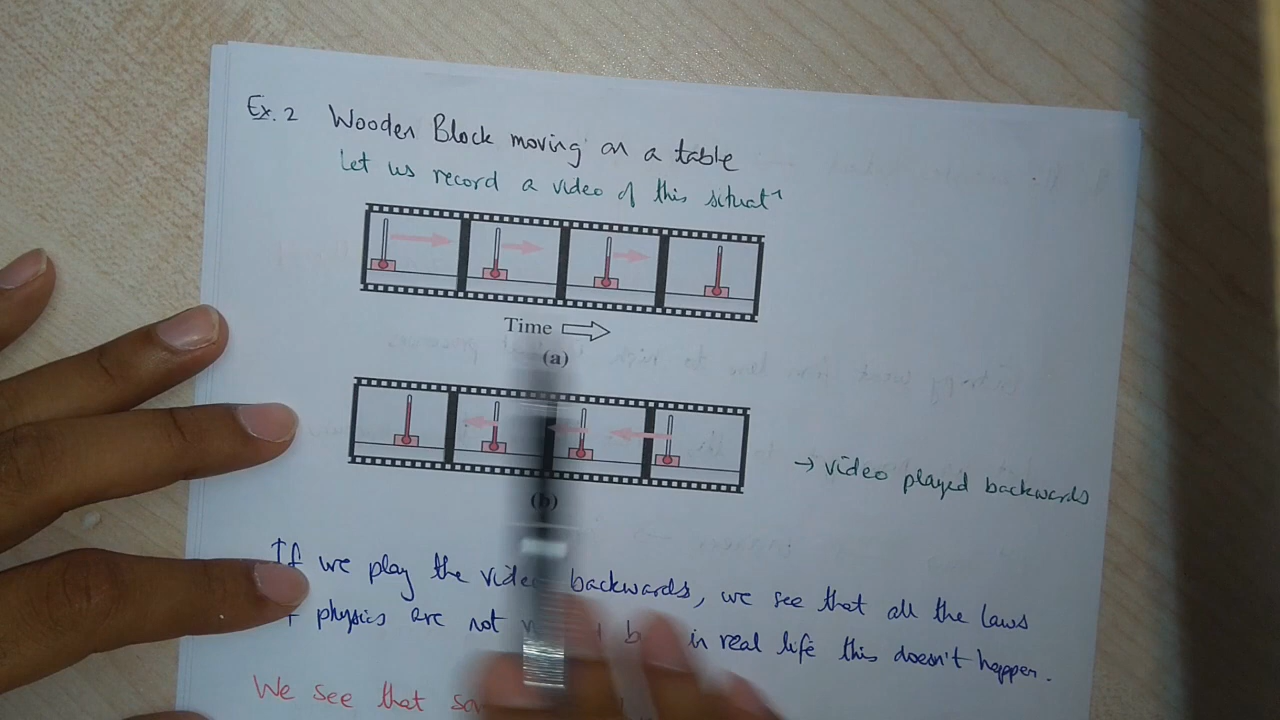 Ex. 2 Wooden Block moving on a table
Let us record a video of this situatⁿ
Time
(a)
(b)
→ video played backwards
If we play the video backwards, we see that all the laws
physics are not in real life this doesn't happen.
We see that